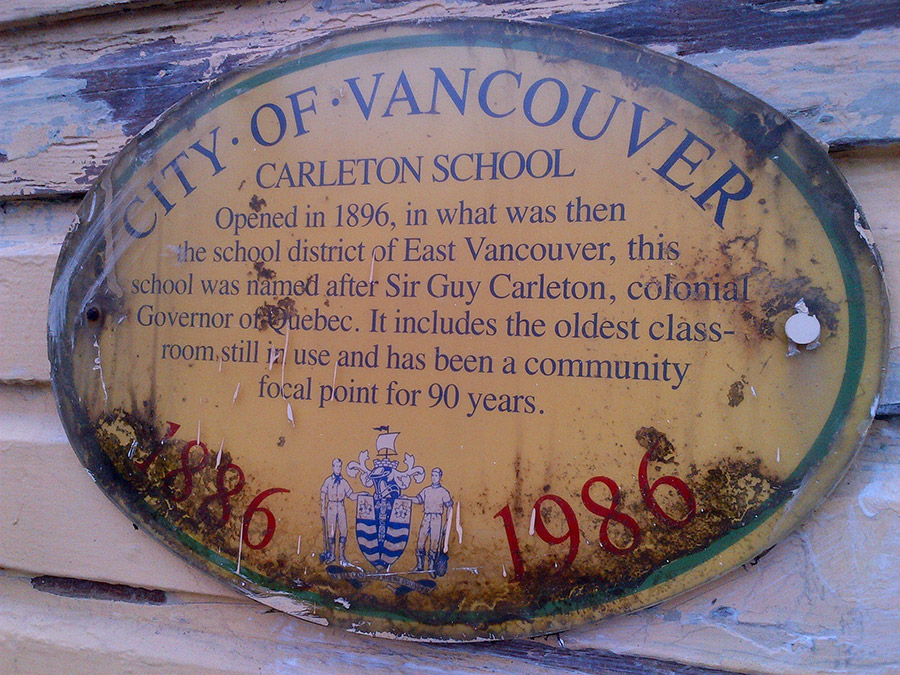 CITY · OF · VANCOUVER
CARLETON SCHOOL
Opened in 1896, in what was then
the school district of East Vancouver, this
school was named after Sir Guy Carleton, colonial
Governor of Quebec. It includes the oldest class-
room still in use and has been a community
focal point for 90 years.
1886 1986